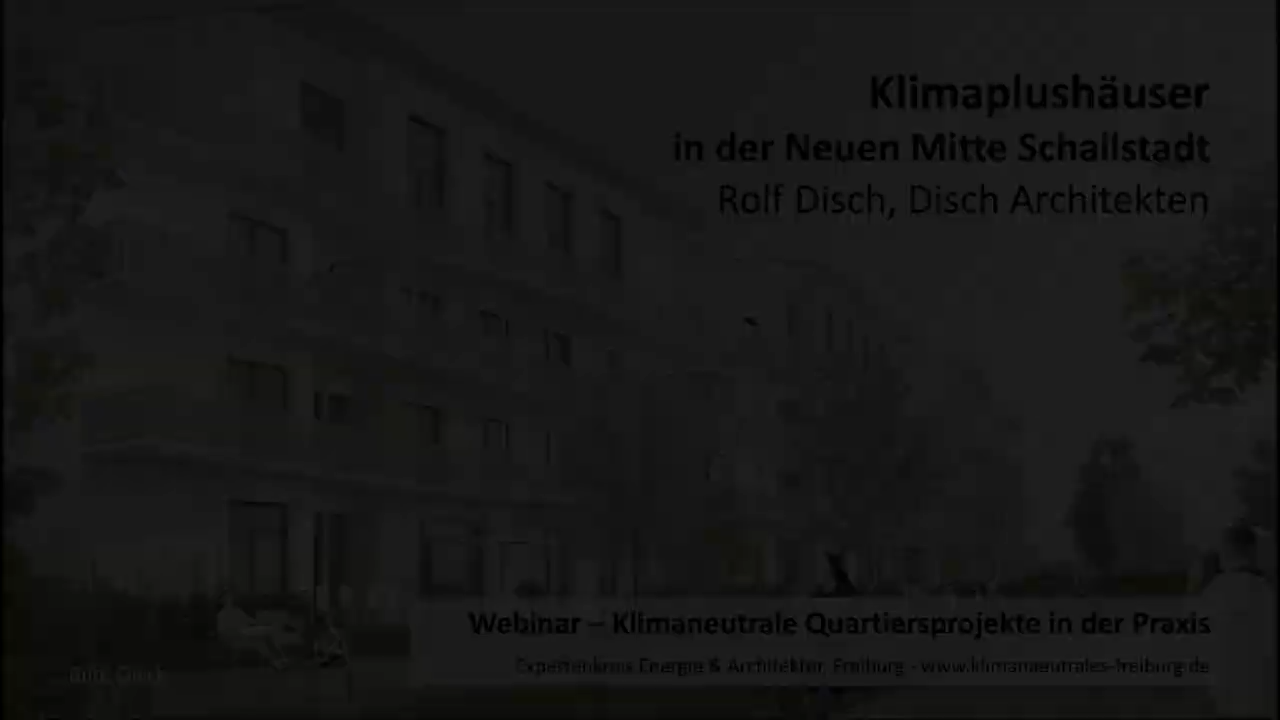 Klimaplushäuser
in der Neuen Mitte Schallstadt
Rolf Disch, Disch Architekten
Webinar – Klimaneutrale Quartiersprojekte in der Praxis
Expertenkreis Energie & Architektur, Freiburg - www.klimanaeutrales-freiburg.de